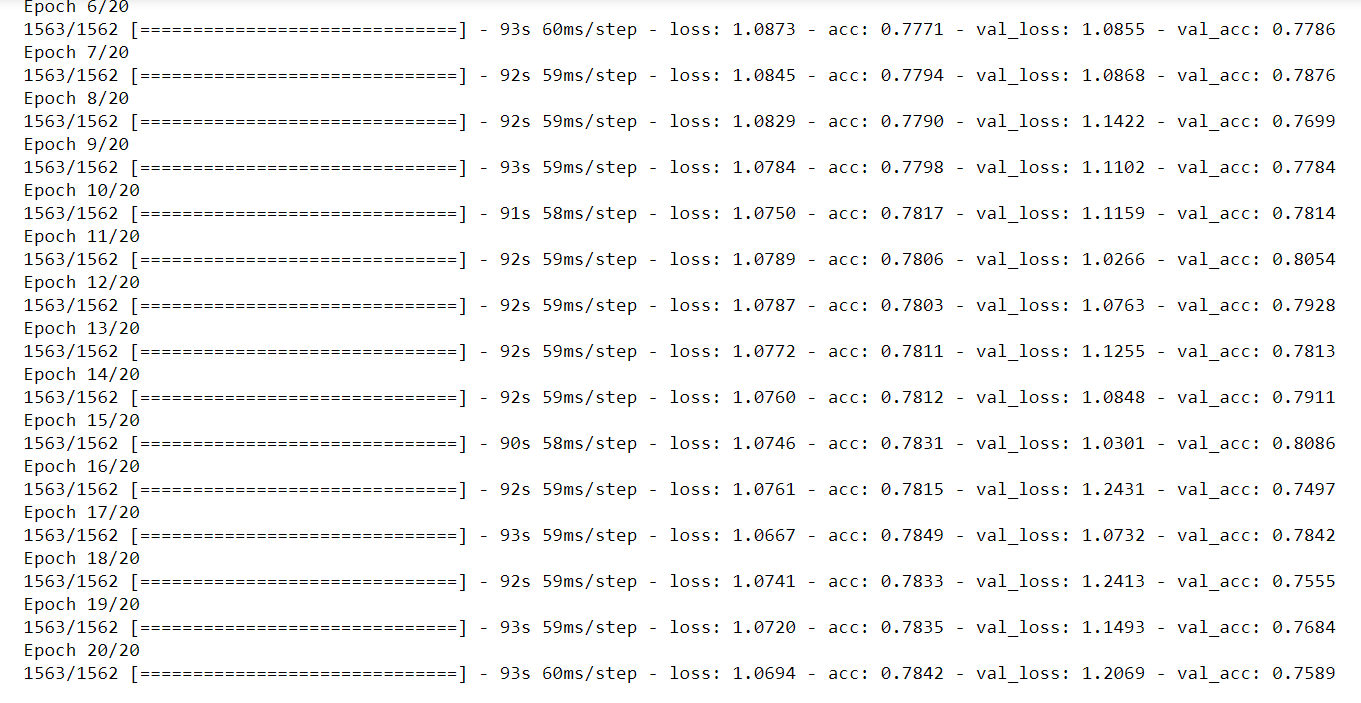 Epoch 6/20
1563/1562 [==============================] - 93s 60ms/step - loss: 1.0873 - acc: 0.7771 - val_loss: 1.0855 - val_acc: 0.7786
Epoch 7/20
1563/1562 [==============================] - 92s 59ms/step - loss: 1.0845 - acc: 0.7794 - val_loss: 1.0868 - val_acc: 0.7876
Epoch 8/20
1563/1562 [==============================] - 92s 59ms/step - loss: 1.0829 - acc: 0.7790 - val_loss: 1.1422 - val_acc: 0.7699
Epoch 9/20
1563/1562 [==============================] - 93s 59ms/step - loss: 1.0784 - acc: 0.7798 - val_loss: 1.1102 - val_acc: 0.7784
Epoch 10/20
1563/1562 [==============================] - 91s 58ms/step - loss: 1.0750 - acc: 0.7817 - val_loss: 1.1159 - val_acc: 0.7814
Epoch 11/20
1563/1562 [==============================] - 92s 59ms/step - loss: 1.0789 - acc: 0.7806 - val_loss: 1.0266 - val_acc: 0.8054
Epoch 12/20
1563/1562 [==============================] - 92s 59ms/step - loss: 1.0787 - acc: 0.7803 - val_loss: 1.0763 - val_acc: 0.7928
Epoch 13/20
1563/1562 [==============================] - 92s 59ms/step - loss: 1.0772 - acc: 0.7811 - val_loss: 1.1255 - val_acc: 0.7813
Epoch 14/20
1563/1562 [==============================] - 92s 59ms/step - loss: 1.0760 - acc: 0.7812 - val_loss: 1.0848 - val_acc: 0.7911
Epoch 15/20
1563/1562 [==============================] - 90s 58ms/step - loss: 1.0746 - acc: 0.7831 - val_loss: 1.0301 - val_acc: 0.8086
Epoch 16/20
1563/1562 [==============================] - 92s 59ms/step - loss: 1.0761 - acc: 0.7815 - val_loss: 1.2431 - val_acc: 0.7497
Epoch 17/20
1563/1562 [==============================] - 93s 59ms/step - loss: 1.0667 - acc: 0.7849 - val_loss: 1.0732 - val_acc: 0.7842
Epoch 18/20
1563/1562 [==============================] - 92s 59ms/step - loss: 1.0741 - acc: 0.7833 - val_loss: 1.2413 - val_acc: 0.7555
Epoch 19/20
1563/1562 [==============================] - 93s 59ms/step - loss: 1.0720 - acc: 0.7835 - val_loss: 1.1493 - val_acc: 0.7684
Epoch 20/20
1563/1562 [==============================] - 93s 60ms/step - loss: 1.0694 - acc: 0.7842 - val_loss: 1.2069 - val_acc: 0.7589